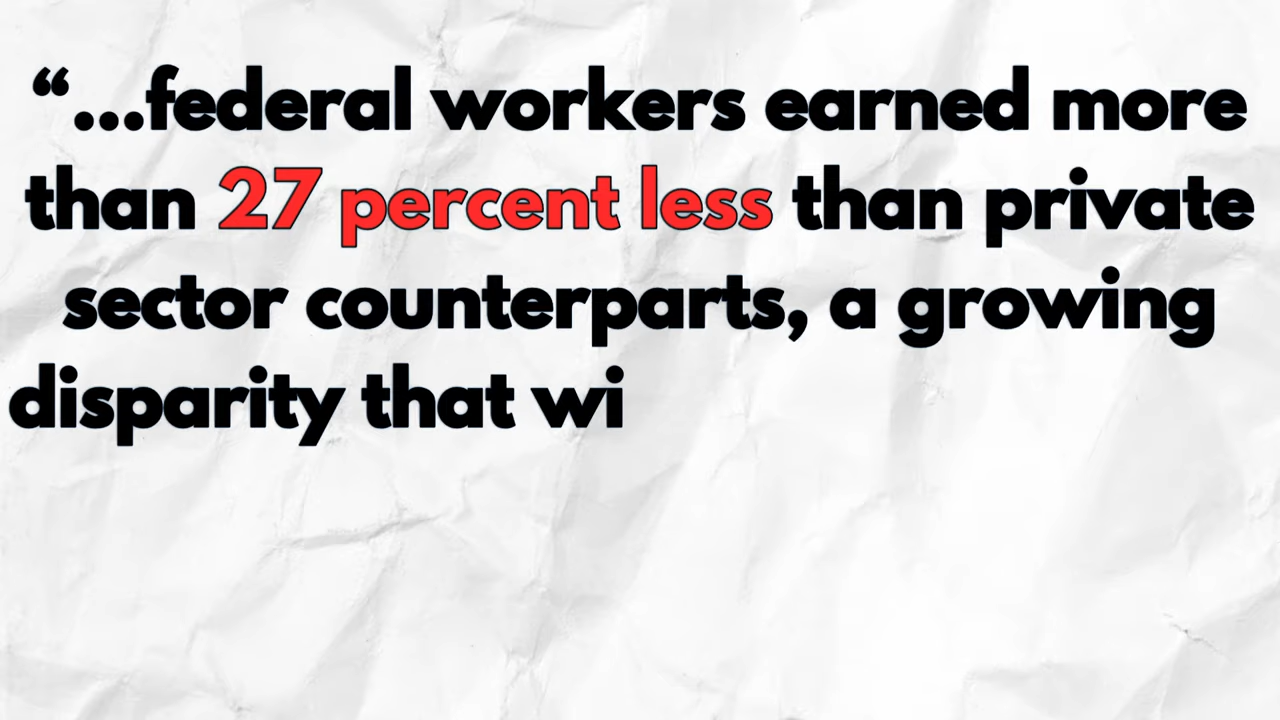 “...federal workers earned more
than 27 percent less than private
sector counterparts, a growing
disparity that wi